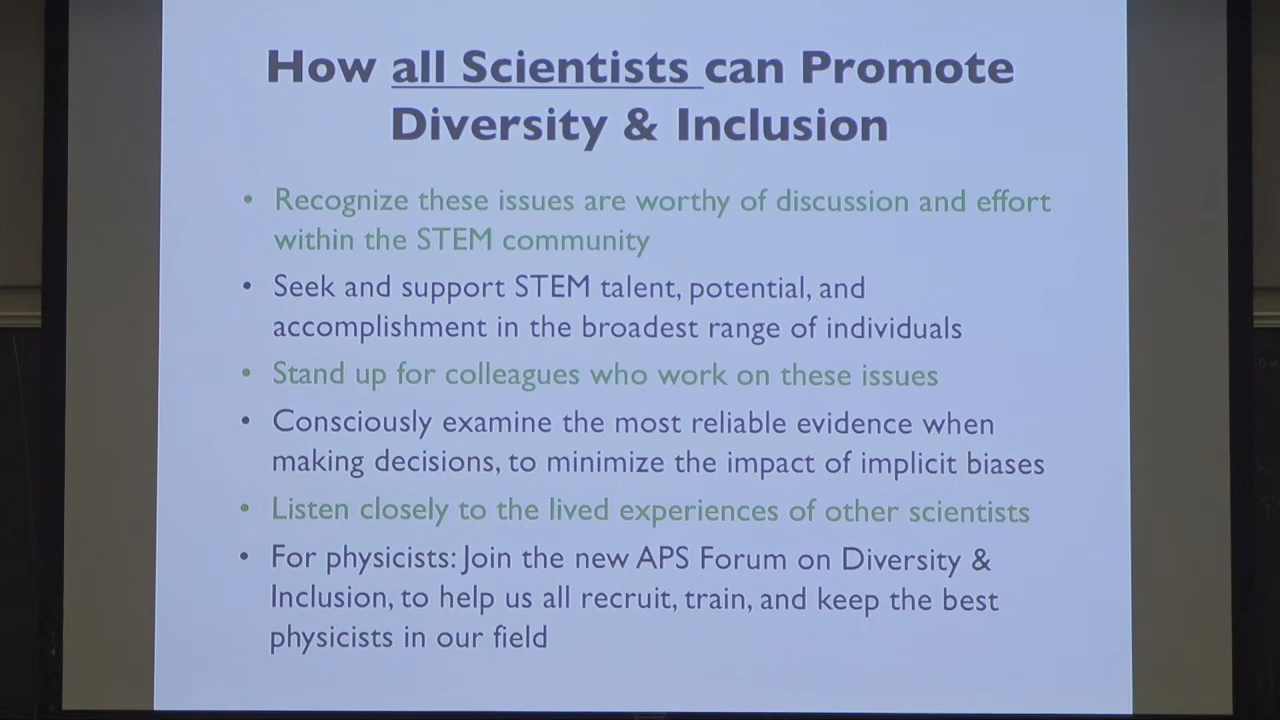 How all Scientists can Promote
Diversity & Inclusion
• Recognize these issues are worthy of discussion and effort
within the STEM community
• Seek and support STEM talent, potential, and
accomplishment in the broadest range of individuals
• Stand up for colleagues who work on these issues
• Consciously examine the most reliable evidence when
making decisions, to minimize the impact of implicit biases
• Listen closely to the lived experiences of other scientists
• For physicists: Join the new APS Forum on Diversity &
Inclusion, to help us all recruit, train, and keep the best
physicists in our field